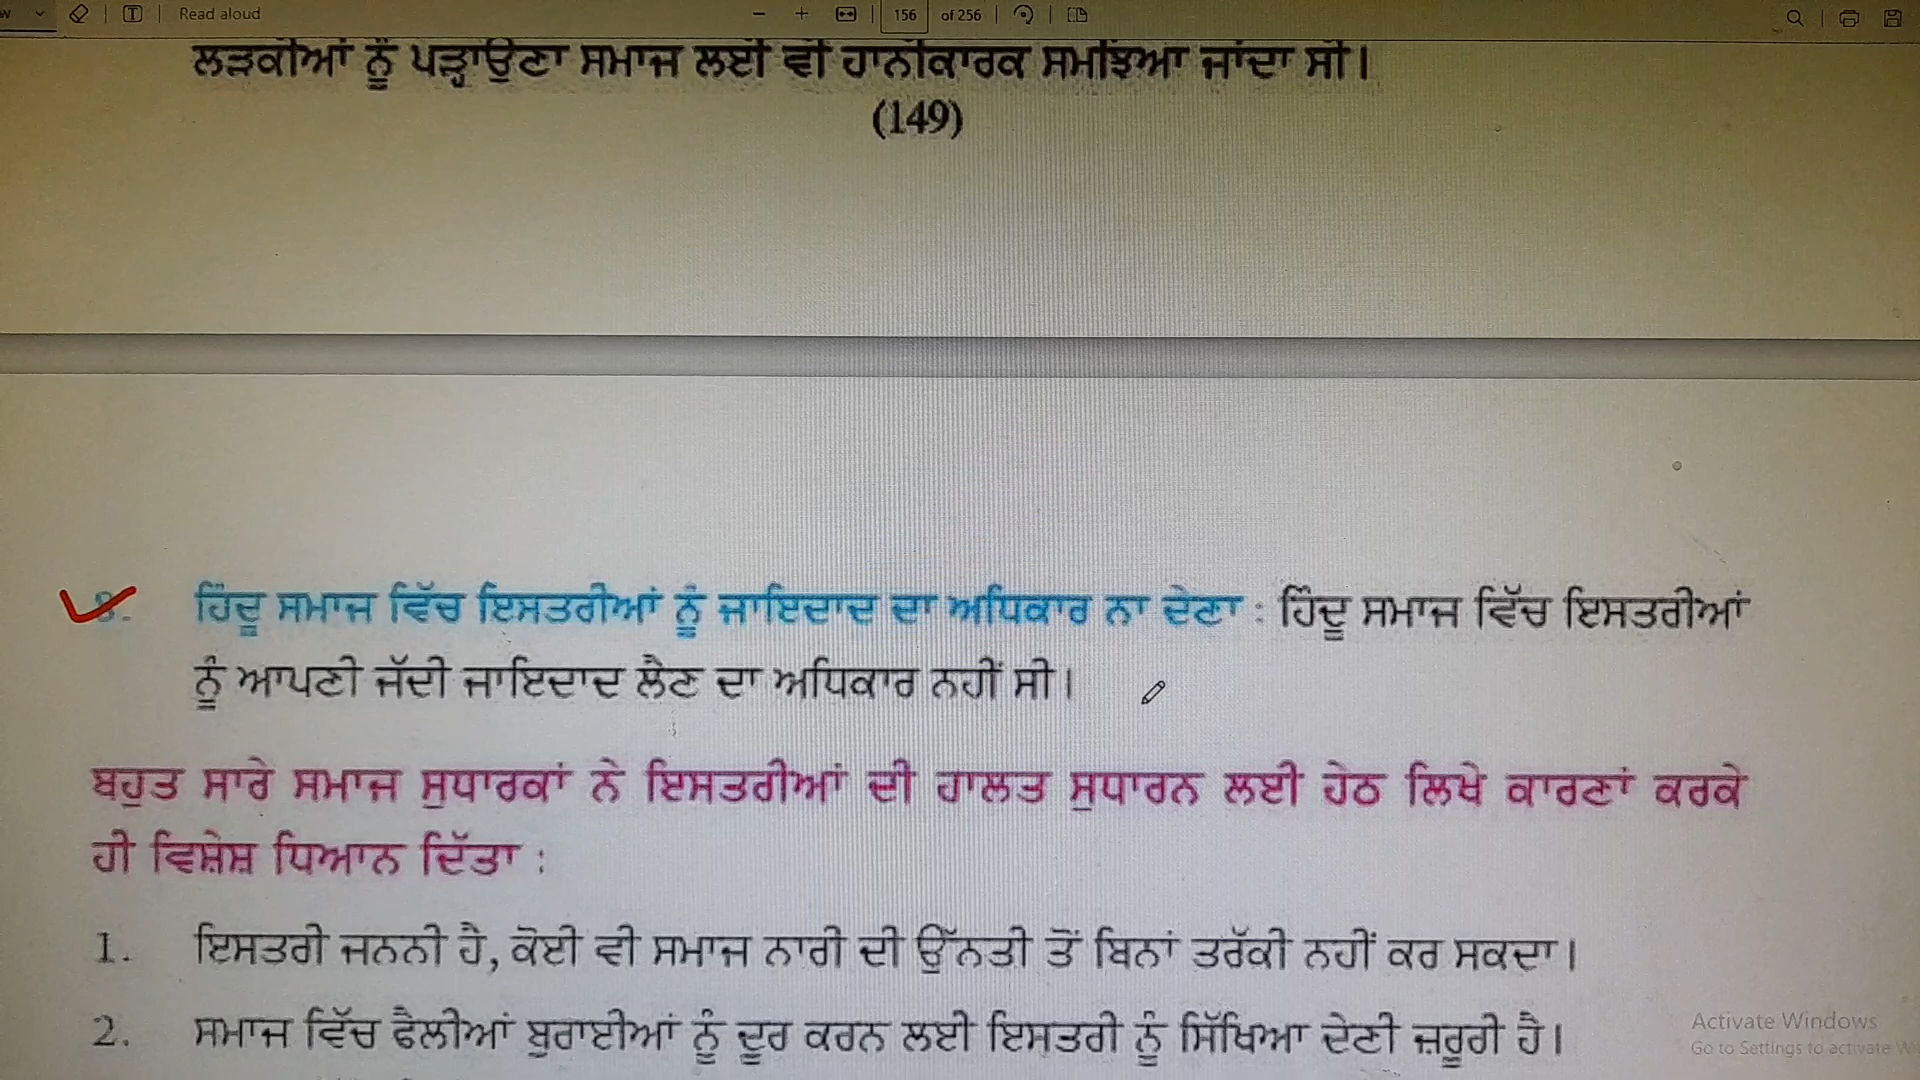 Read aloud
156 of 256
ਲੜਕੀਆਂ ਨੂੰ ਪੜ੍ਹਾਉਣਾ ਸਮਾਜ ਲਈ ਵੀ ਹਾਨੀਕਾਰਕ ਸਮਝਿਆ ਜਾਂਦਾ ਸੀ।
(149)
ਹਿੰਦੂ ਸਮਾਜ ਵਿੱਚ ਇਸਤਰੀਆਂ ਨੂੰ ਜਾਇਦਾਦ ਦਾ ਅਧਿਕਾਰ ਨਾ ਦੇਣਾ : ਹਿੰਦੂ ਸਮਾਜ ਵਿੱਚ ਇਸਤਰੀਆਂ
ਨੂੰ ਆਪਣੀ ਜੱਦੀ ਜਾਇਦਾਦ ਲੈਣ ਦਾ ਅਧਿਕਾਰ ਨਹੀਂ ਸੀ।
ਬਹੁਤ ਸਾਰੇ ਸਮਾਜ ਸੁਧਾਰਕਾਂ ਨੇ ਇਸਤਰੀਆਂ ਦੀ ਹਾਲਤ ਸੁਧਾਰਨ ਲਈ ਹੇਠ ਲਿਖੇ ਕਾਰਣਾਂ ਕਰਕੇ
ਹੀ ਵਿਸ਼ੇਸ਼ ਧਿਆਨ ਦਿੱਤਾ :
1. ਇਸਤਰੀ ਜਨਨੀ ਹੈ, ਕੋਈ ਵੀ ਸਮਾਜ ਨਾਰੀ ਦੀ ਉੱਨਤੀ ਤੋਂ ਬਿਨਾਂ ਤਰੱਕੀ ਨਹੀਂ ਕਰ ਸਕਦਾ।
2. ਸਮਾਜ ਵਿੱਚ ਫੈਲੀਆਂ ਬੁਰਾਈਆਂ ਨੂੰ ਦੂਰ ਕਰਨ ਲਈ ਇਸਤਰੀ ਨੂੰ ਸਿੱਖਿਆ ਦੇਣੀ ਜ਼ਰੂਰੀ ਹੈ।
Activate Windows
Go to Settings to activate